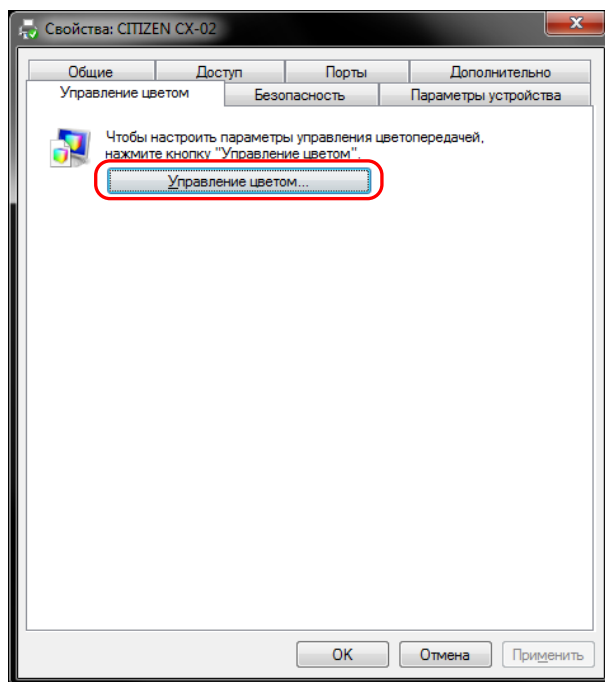 Свойства: CITIZEN CX-02
Общие Доступ Порты Дополнительно
Управление цветом Безопасность Параметры устройства
Чтобы настроить параметры управления цветопередачей,
нажмите кнопку "Управление цветом".
Управление цветом...
OK Отмена Применить